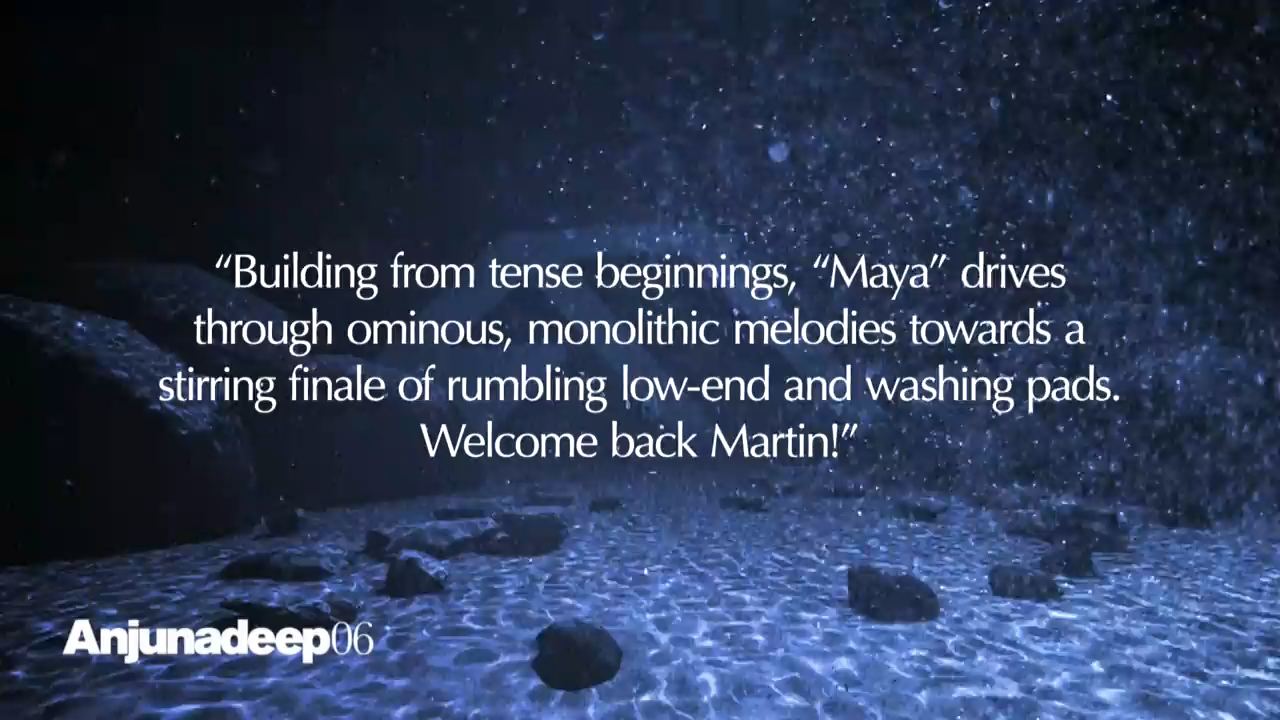 “Building from tense beginnings, “Maya” drives
through ominous, monolithic melodies towards a
stirring finale of rumbling low-end and washing pads.
Welcome back Martin!”
Anjunadeep06